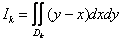 I_k = ∬_{D_k} (y − x)dxdy